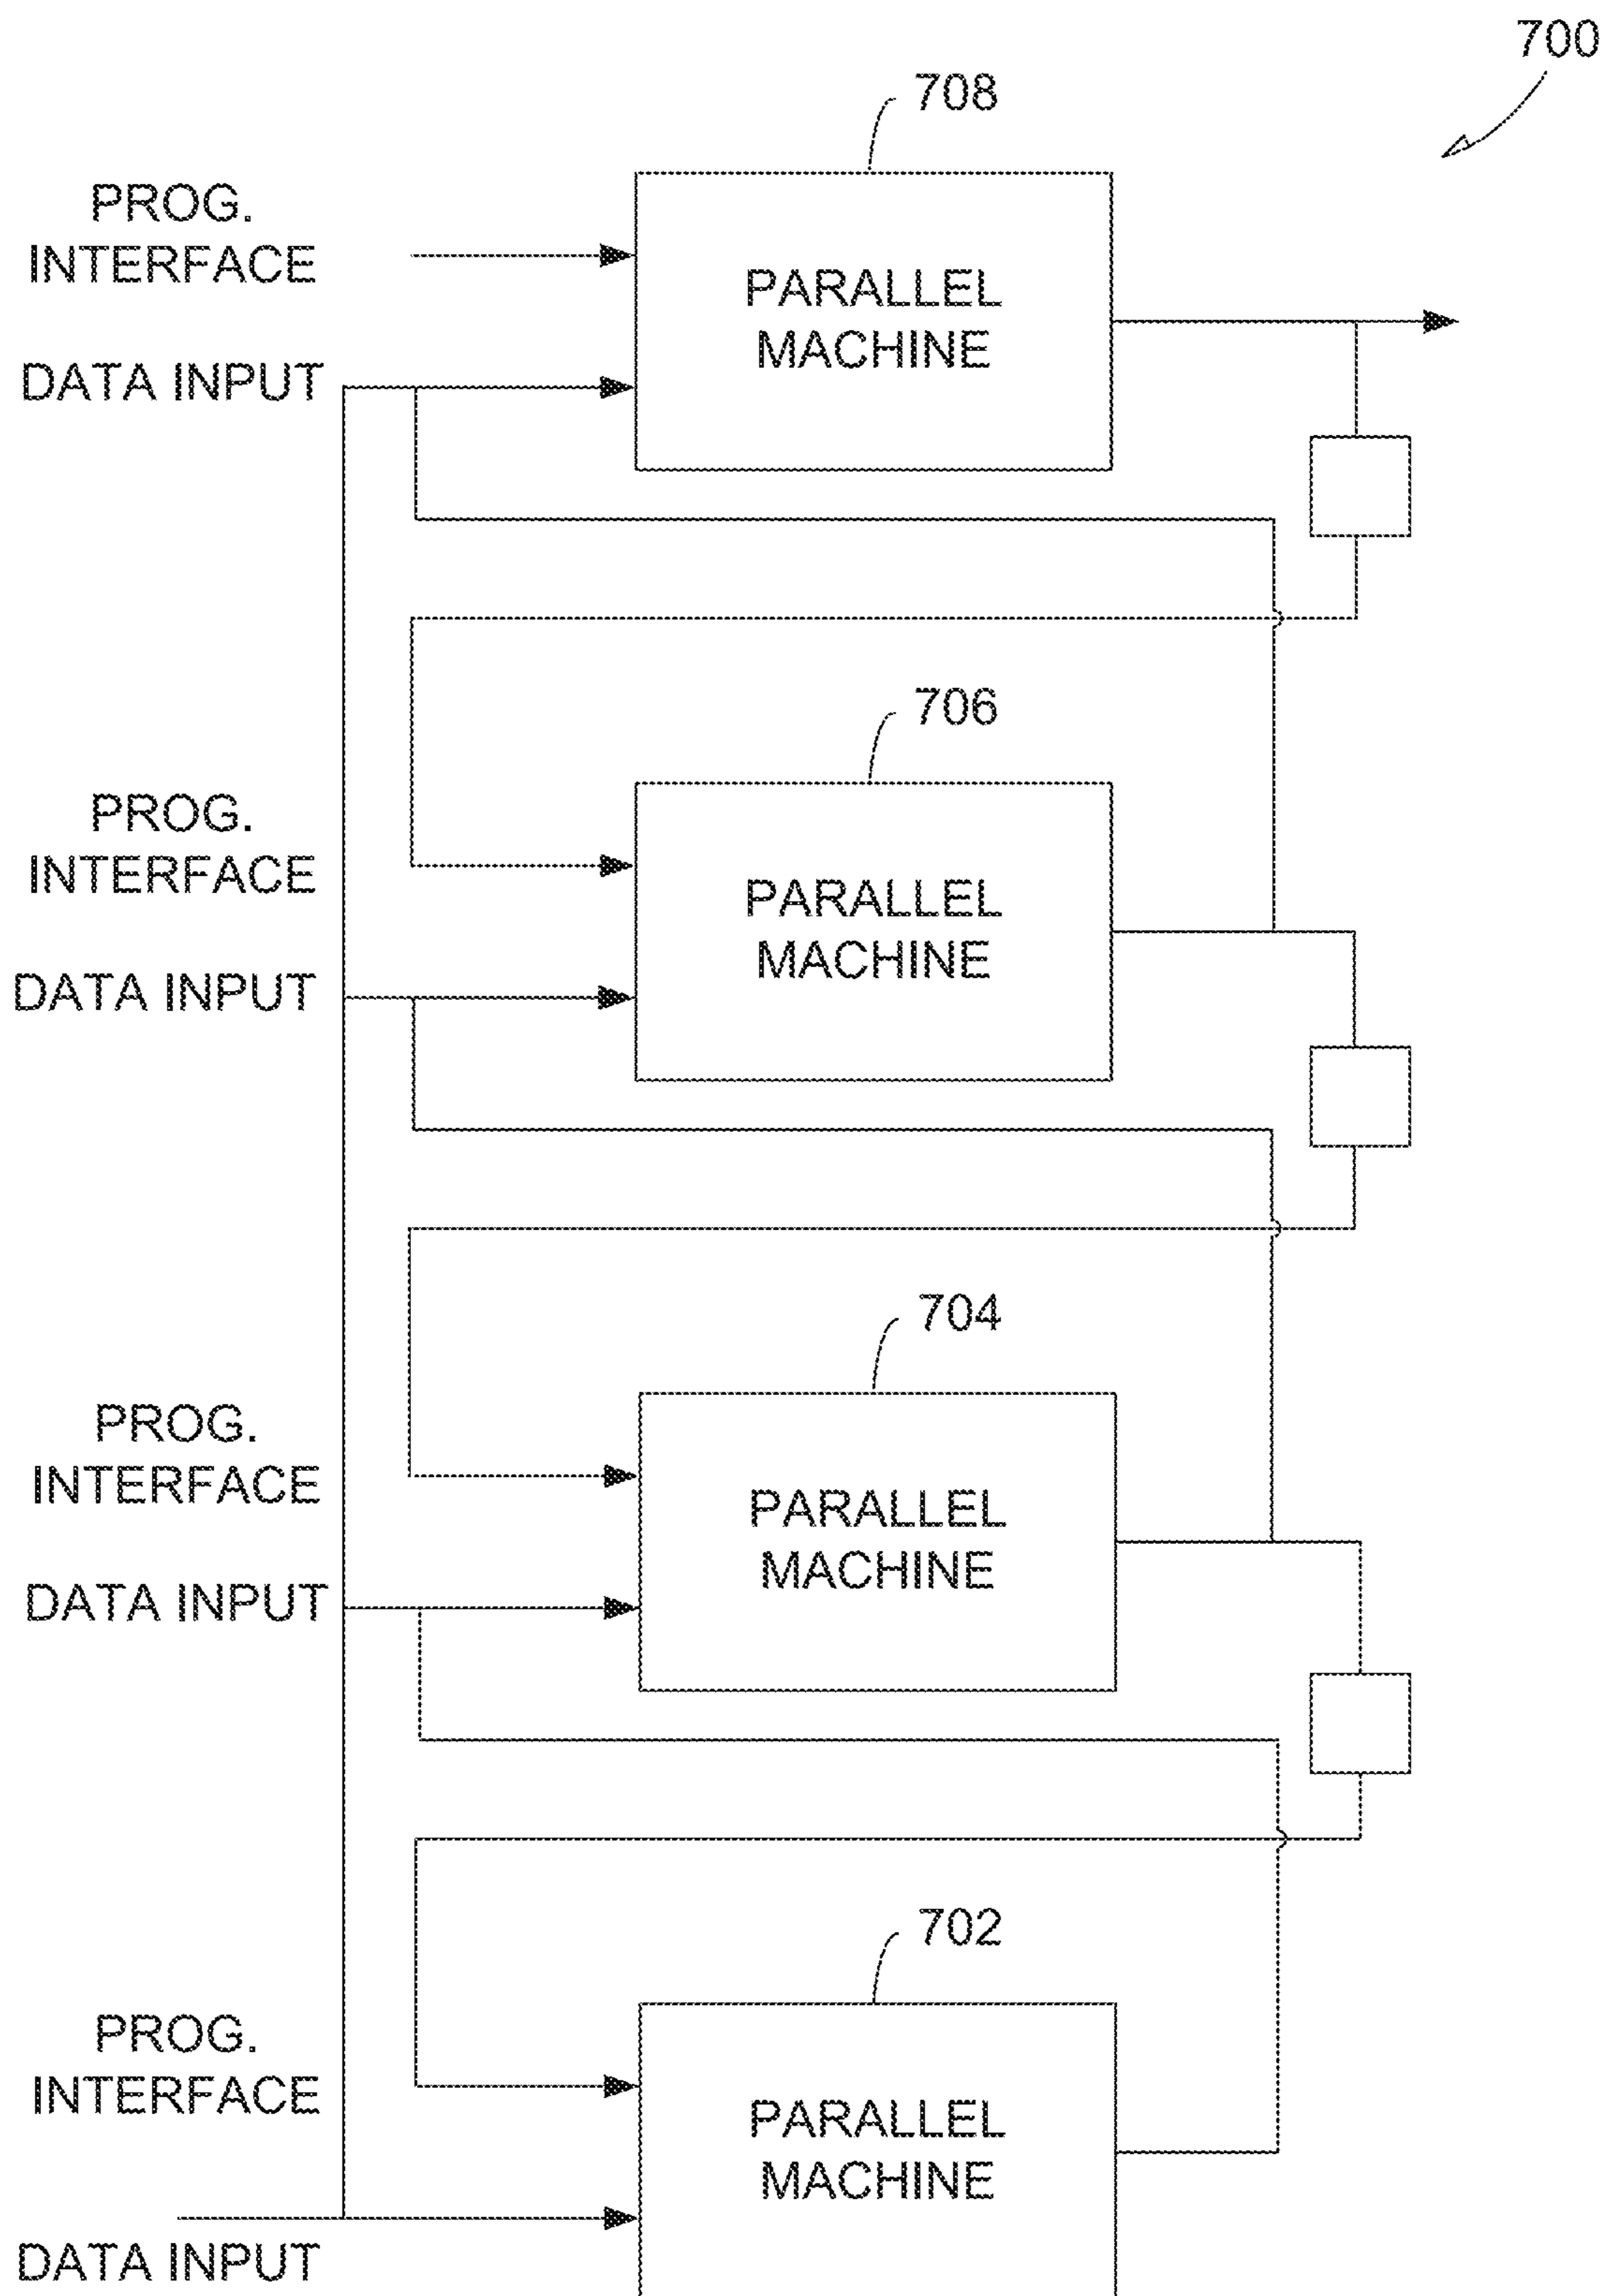 700
708
PROG.
INTERFACE
PARALLEL
MACHINE
DATA INPUT
706
PROG.
INTERFACE
PARALLEL
MACHINE
DATA INPUT
704
PROG.
INTERFACE
PARALLEL
MACHINE
DATA INPUT
702
PROG.
INTERFACE
PARALLEL
MACHINE
DATA INPUT